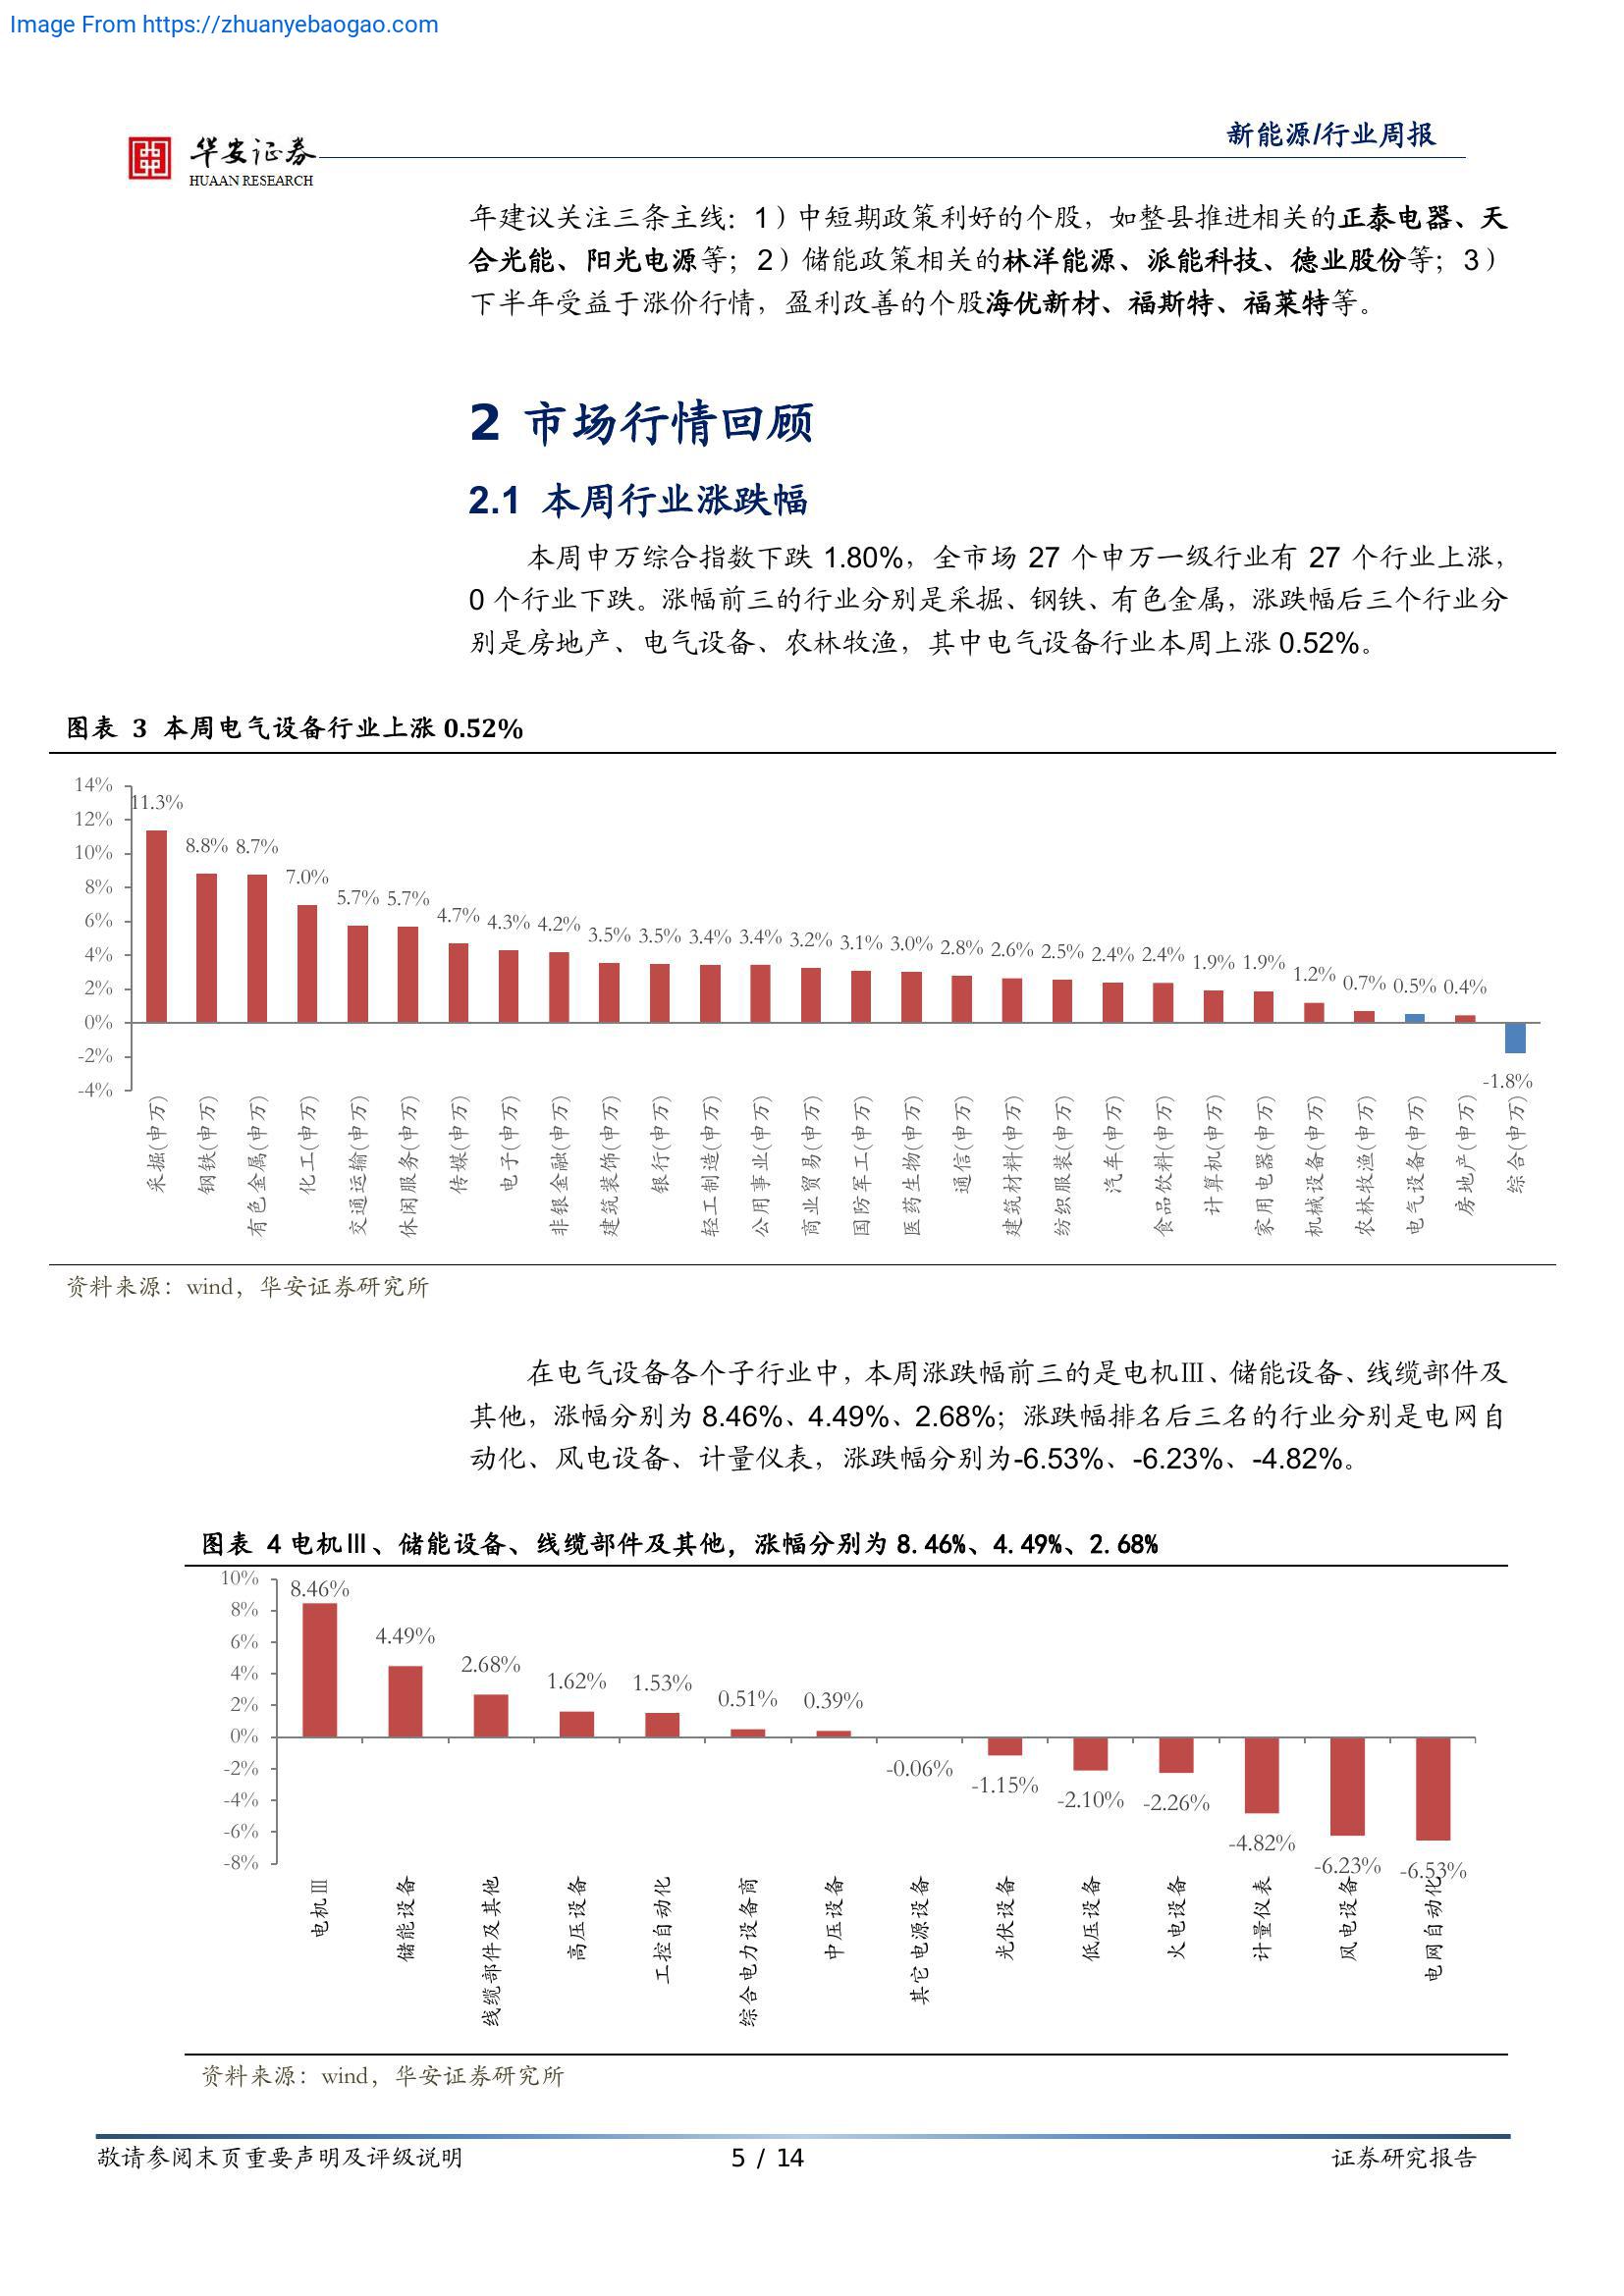 Image From https://zhuanyebaogao.com
华安证券
HUAAN RESEARCH
新能源/行业周报
年建议关注三条主线：1）中短期政策利好的个股，如整县推进相关的正泰电器、天
合光能、阳光电源等；2）储能政策相关的林洋能源、派能科技、德业股份等；3）
下半年受益于涨价行情，盈利改善的个股海优新材、福斯特、福莱特等。
2 市场行情回顾
2.1 本周行业涨跌幅
本周申万综合指数下跌 1.80%，全市场 27 个申万一级行业有 27 个行业上涨，
0 个行业下跌。涨幅前三的行业分别是采掘、钢铁、有色金属，涨跌幅后三个行业分
别是房地产、电气设备、农林牧渔，其中电气设备行业本周上涨 0.52%。
图表 3 本周电气设备行业上涨 0.52%
14%
12%
10%
8%
6%
4%
2%
0%
-2%
-4%
11.3% 8.8% 8.7% 7.0% 5.7% 5.7% 4.7% 4.3% 4.2% 3.5% 3.5% 3.4% 3.4% 3.2% 3.1% 3.0% 2.8% 2.6% 2.5% 2.4% 2.4% 1.9% 1.9% 1.2% 0.7% 0.5% 0.4% -1.8%
采掘(申万)
钢铁(申万)
有色金属(申万)
化工(申万)
交通运输(申万)
休闲服务(申万)
传媒(申万)
电子(申万)
非银金融(申万)
建筑装饰(申万)
银行(申万)
轻工制造(申万)
公用事业(申万)
商业贸易(申万)
国防军工(申万)
医药生物(申万)
通信(申万)
建筑材料(申万)
纺织服装(申万)
汽车(申万)
食品饮料(申万)
计算机(申万)
家用电器(申万)
机械设备(申万)
农林牧渔(申万)
电气设备(申万)
房地产(申万)
综合(申万)
资料来源：wind，华安证券研究所
在电气设备各个子行业中，本周涨跌幅前三的是电机Ⅲ、储能设备、线缆部件及
其他，涨幅分别为 8.46%、4.49%、2.68%；涨跌幅排名后三名的行业分别是电网自
动化、风电设备、计量仪表，涨跌幅分别为-6.53%、-6.23%、-4.82%。
图表 4 电机Ⅲ、储能设备、线缆部件及其他，涨幅分别为 8.46%、4.49%、2.68%
10%
8%
6%
4%
2%
0%
-2%
-4%
-6%
-8%
8.46% 4.49% 2.68% 1.62% 1.53% 0.51% 0.39% -0.06% -1.15% -2.10% -2.26% -4.82% -6.23% -6.53%
电机Ⅲ
储能设备
线缆部件及其他
高压设备
工控自动化
综合电力设备商
中压设备
其它电源设备
光伏设备
低压设备
火电设备
计量仪表
风电设备
电网自动化
资料来源：wind，华安证券研究所
敬请参阅末页重要声明及评级说明
5 / 14
证券研究报告